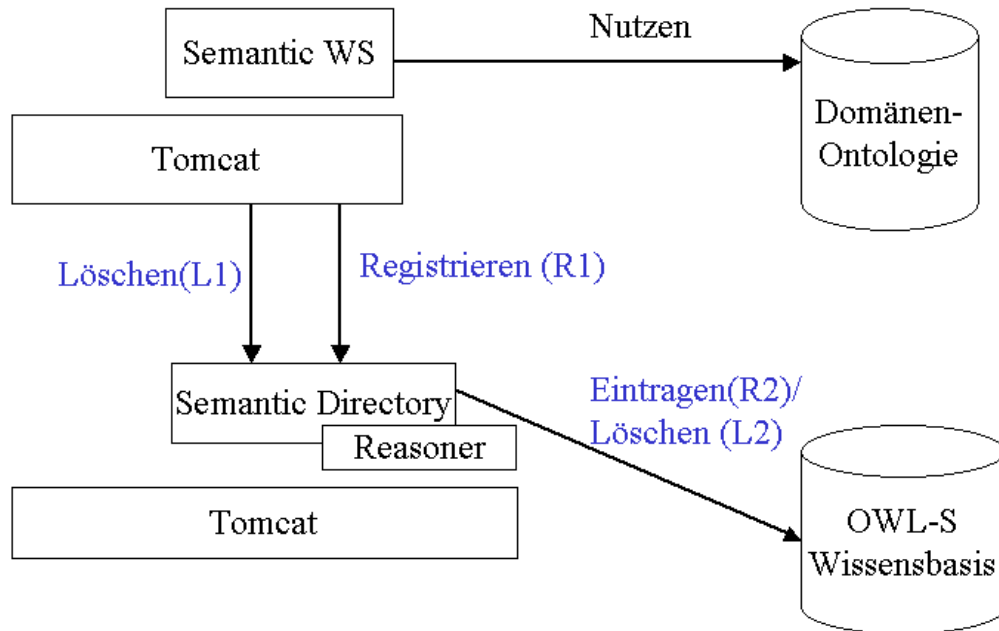 Semantic WS
Nutzen
Domänen-
Ontologie
Tomcat
Löschen(L1)
Registrieren (R1)
Semantic Directory
Reasoner
Eintragen(R2)/
Löschen (L2)
Tomcat
OWL-S
Wissensbasis